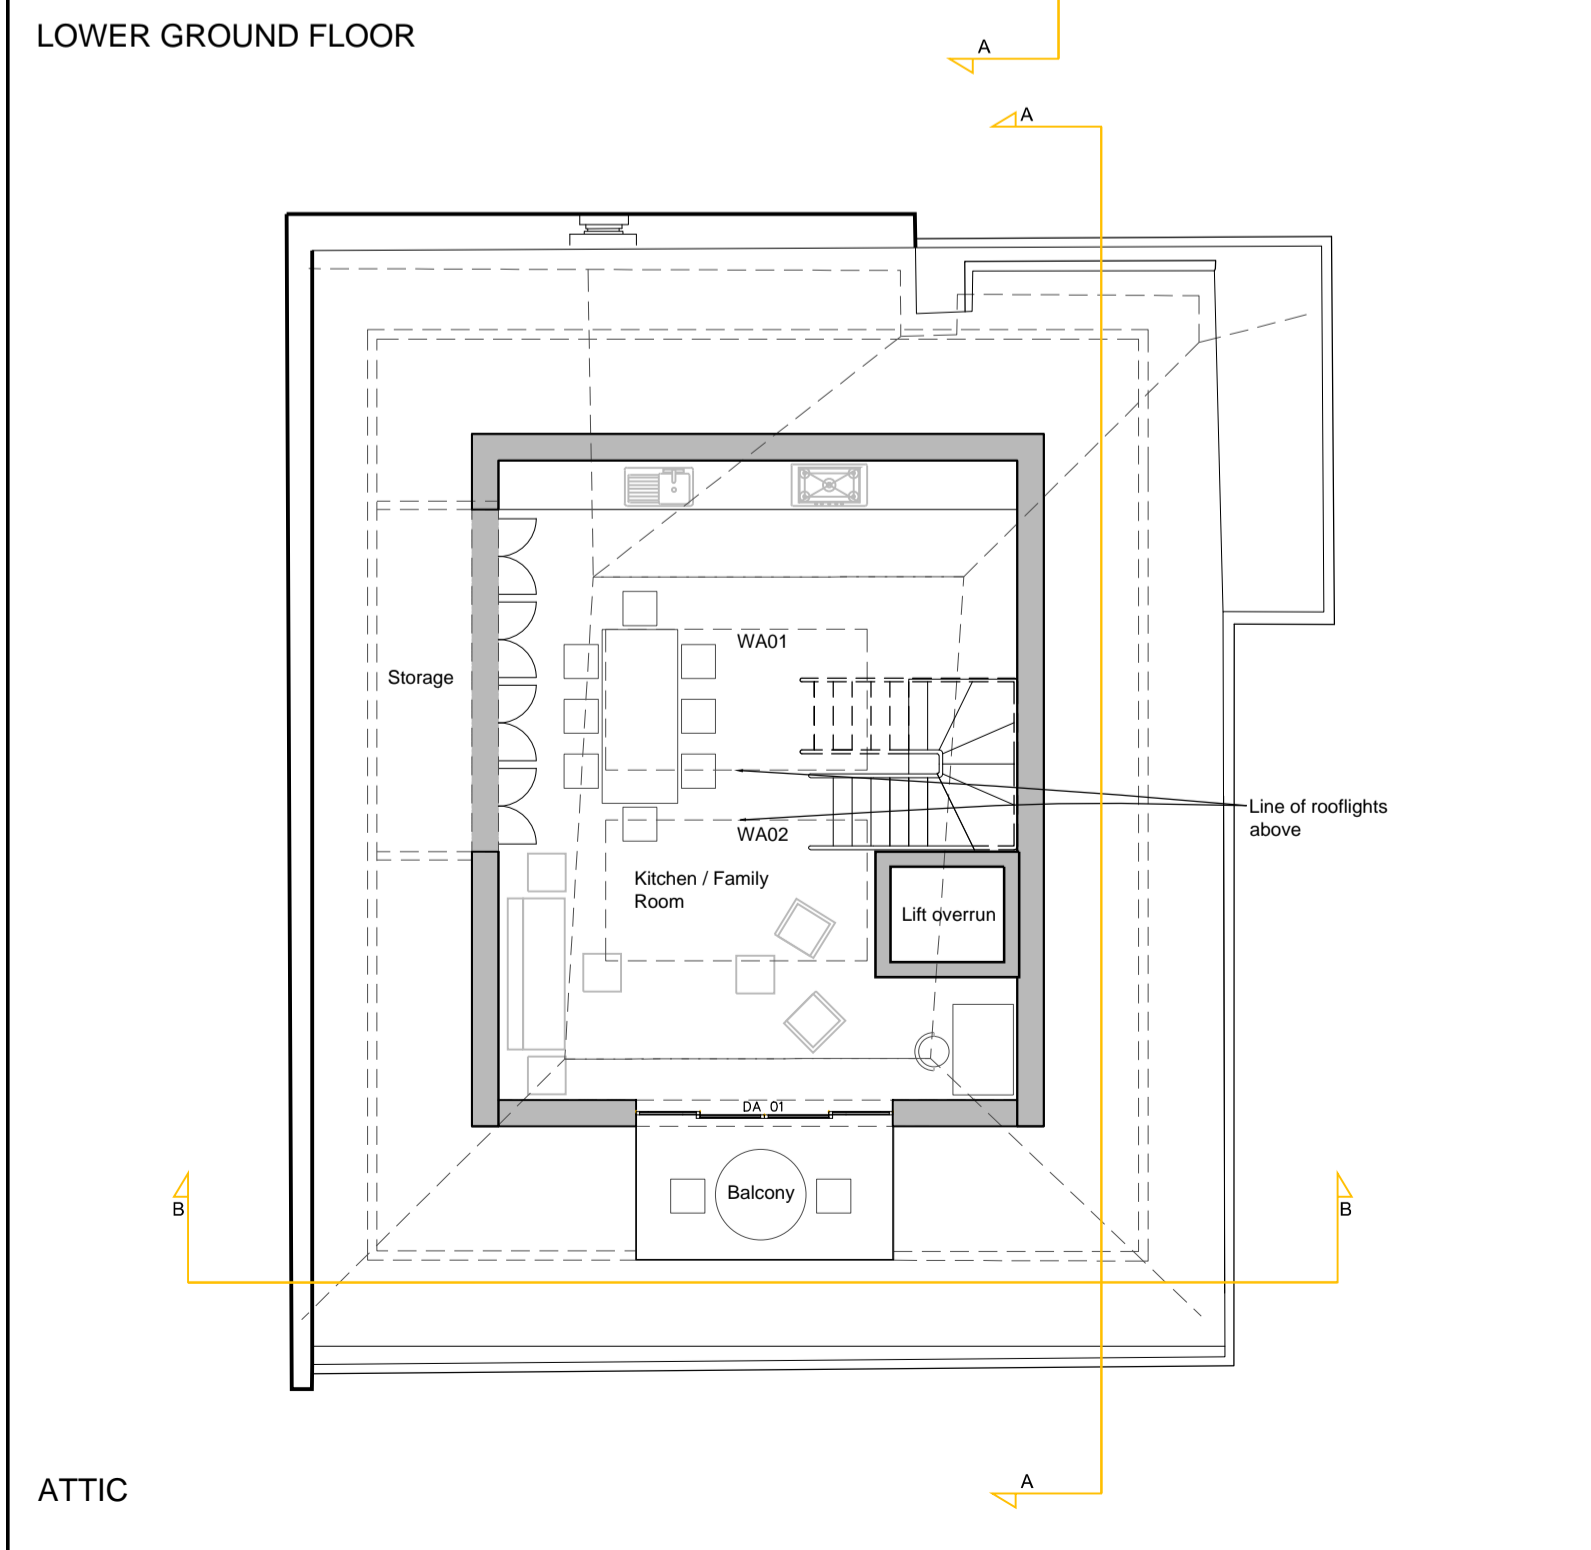 LOWER GROUND FLOOR
A
A
WA01
Storage
Line of rooflights
above
WA02
Kitchen / Family
Room
Lift overrun
DA 01
Balcony
B
B
A
ATTIC